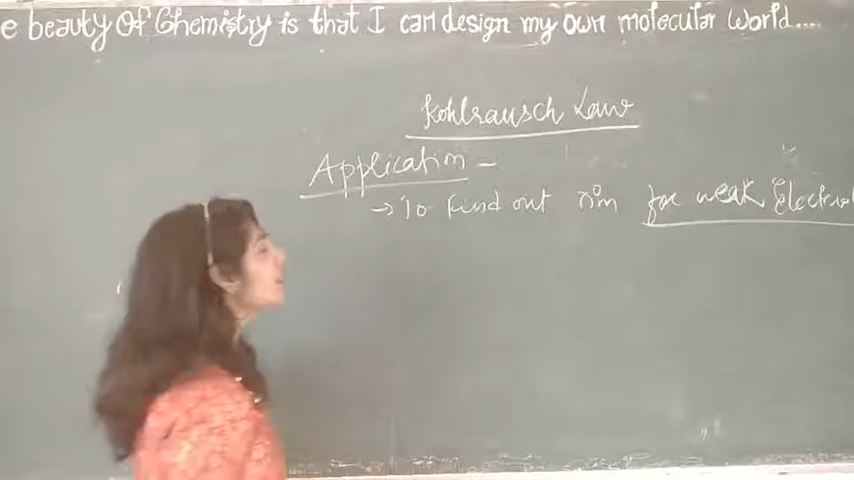 e beauty Of Chemistry is that I can design my own molecular world....
Kohlrausch Law
Application -
→ To find out λ°m for weak Electrol